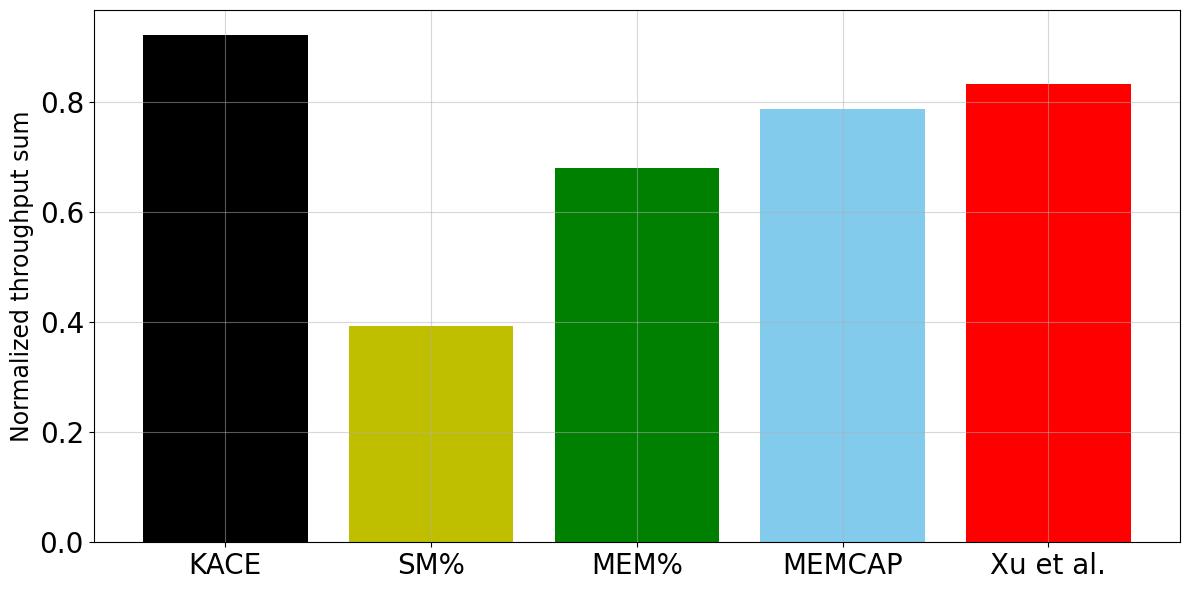 Normalized throughput sum
0.8
0.6
0.4
0.2
0.0
KACE
SM%
MEM%
MEMCAP
Xu et al.